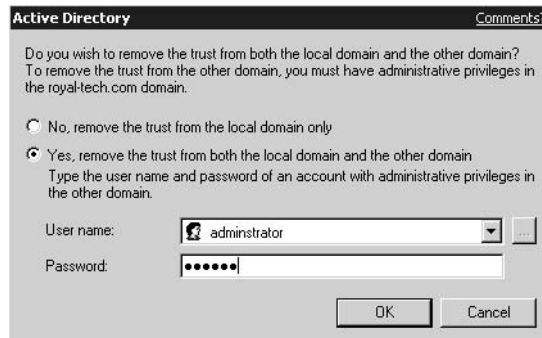 Active Directory
Comments?
Do you wish to remove the trust from both the local domain and the other domain?
To remove the trust from the other domain, you must have administrative privileges in
the royal-tech.com domain.
No, remove the trust from the local domain only
Yes, remove the trust from both the local domain and the other domain
Type the user name and password of an account with administrative privileges in
the other domain.
User name:
adminstrator
...
Password:
●●●●●●
OK
Cancel